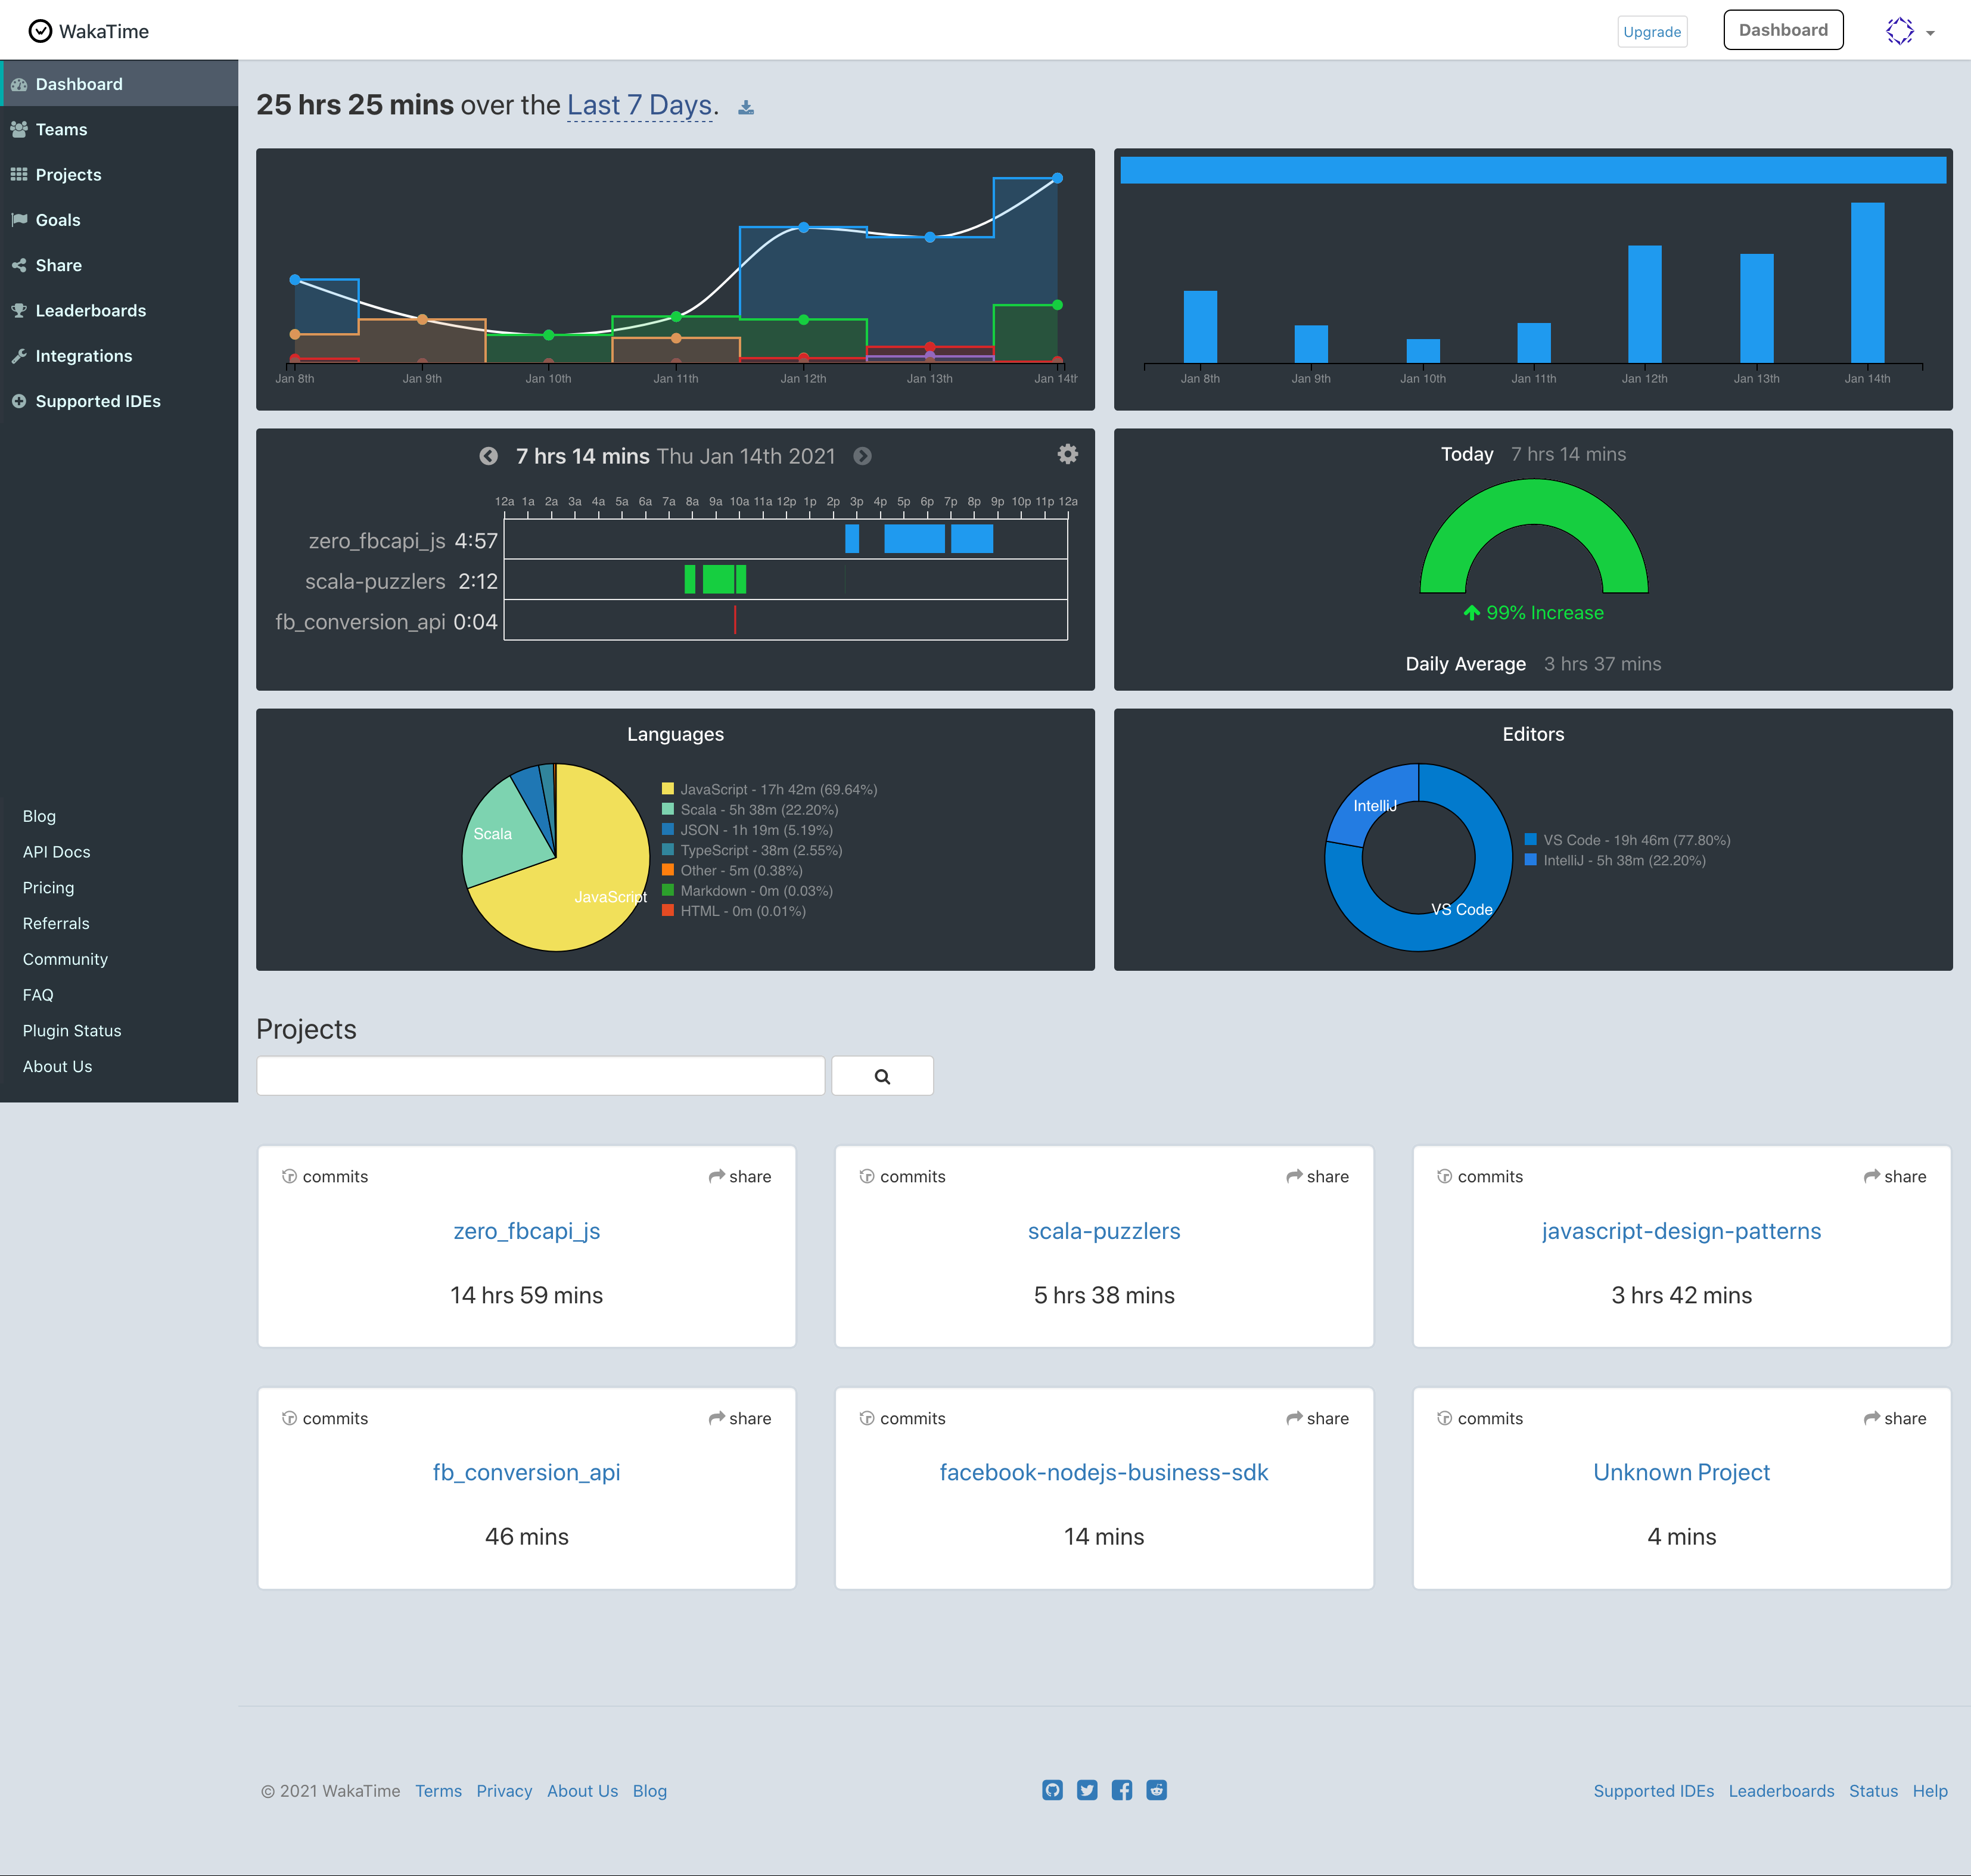 WakaTime
Upgrade
Dashboard
Dashboard
Teams
Projects
Goals
Share
Leaderboards
Integrations
Supported IDEs
Blog
API Docs
Pricing
Referrals
Community
FAQ
Plugin Status
About Us
25 hrs 25 mins over the Last 7 Days.
Jan 8th Jan 9th Jan 10th Jan 11th Jan 12th Jan 13th Jan 14th
Jan 8th Jan 9th Jan 10th Jan 11th Jan 12th Jan 13th Jan 14th
7 hrs 14 mins Thu Jan 14th 2021
12a 1a 2a 3a 4a 5a 6a 7a 8a 9a 10a 11a 12p 1p 2p 3p 4p 5p 6p 7p 8p 9p 10p 11p 12a
zero_fbcapi_js 4:57
scala-puzzlers 2:12
fb_conversion_api 0:04
Today 7 hrs 14 mins
99% Increase
Daily Average 3 hrs 37 mins
Languages
Scala
JavaScript
JavaScript - 17h 42m (69.64%)
Scala - 5h 38m (22.20%)
JSON - 1h 19m (5.19%)
TypeScript - 38m (2.55%)
Other - 5m (0.38%)
Markdown - 0m (0.03%)
HTML - 0m (0.01%)
Editors
IntelliJ
VS Code
VS Code - 19h 46m (77.80%)
IntelliJ - 5h 38m (22.20%)
Projects
commits share
zero_fbcapi_js
14 hrs 59 mins
commits share
scala-puzzlers
5 hrs 38 mins
commits share
javascript-design-patterns
3 hrs 42 mins
commits share
fb_conversion_api
46 mins
commits share
facebook-nodejs-business-sdk
14 mins
commits share
Unknown Project
4 mins
© 2021 WakaTime Terms Privacy About Us Blog
Supported IDEs Leaderboards Status Help